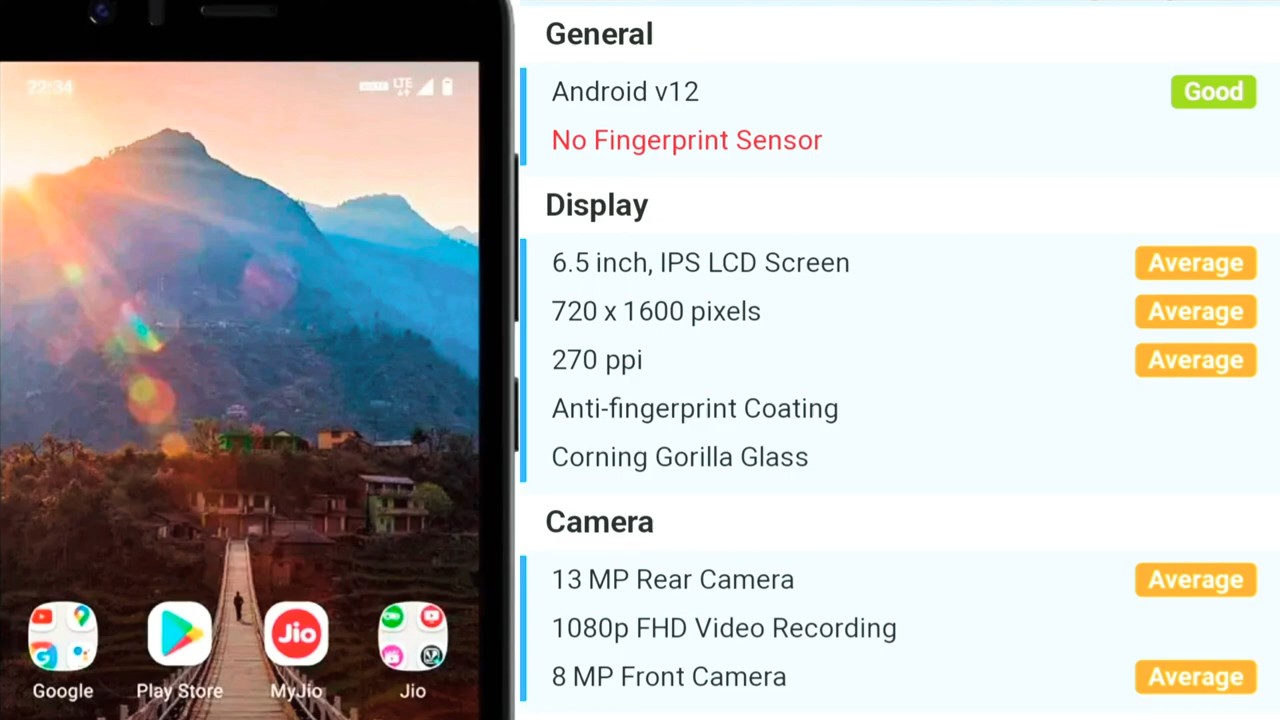 22:34
LTE
Jio
Google
Play Store
MyJio
Jio
General
Android v12
Good
No Fingerprint Sensor
Display
6.5 inch, IPS LCD Screen
Average
720 x 1600 pixels
Average
270 ppi
Average
Anti-fingerprint Coating
Corning Gorilla Glass
Camera
13 MP Rear Camera
Average
1080p FHD Video Recording
8 MP Front Camera
Average